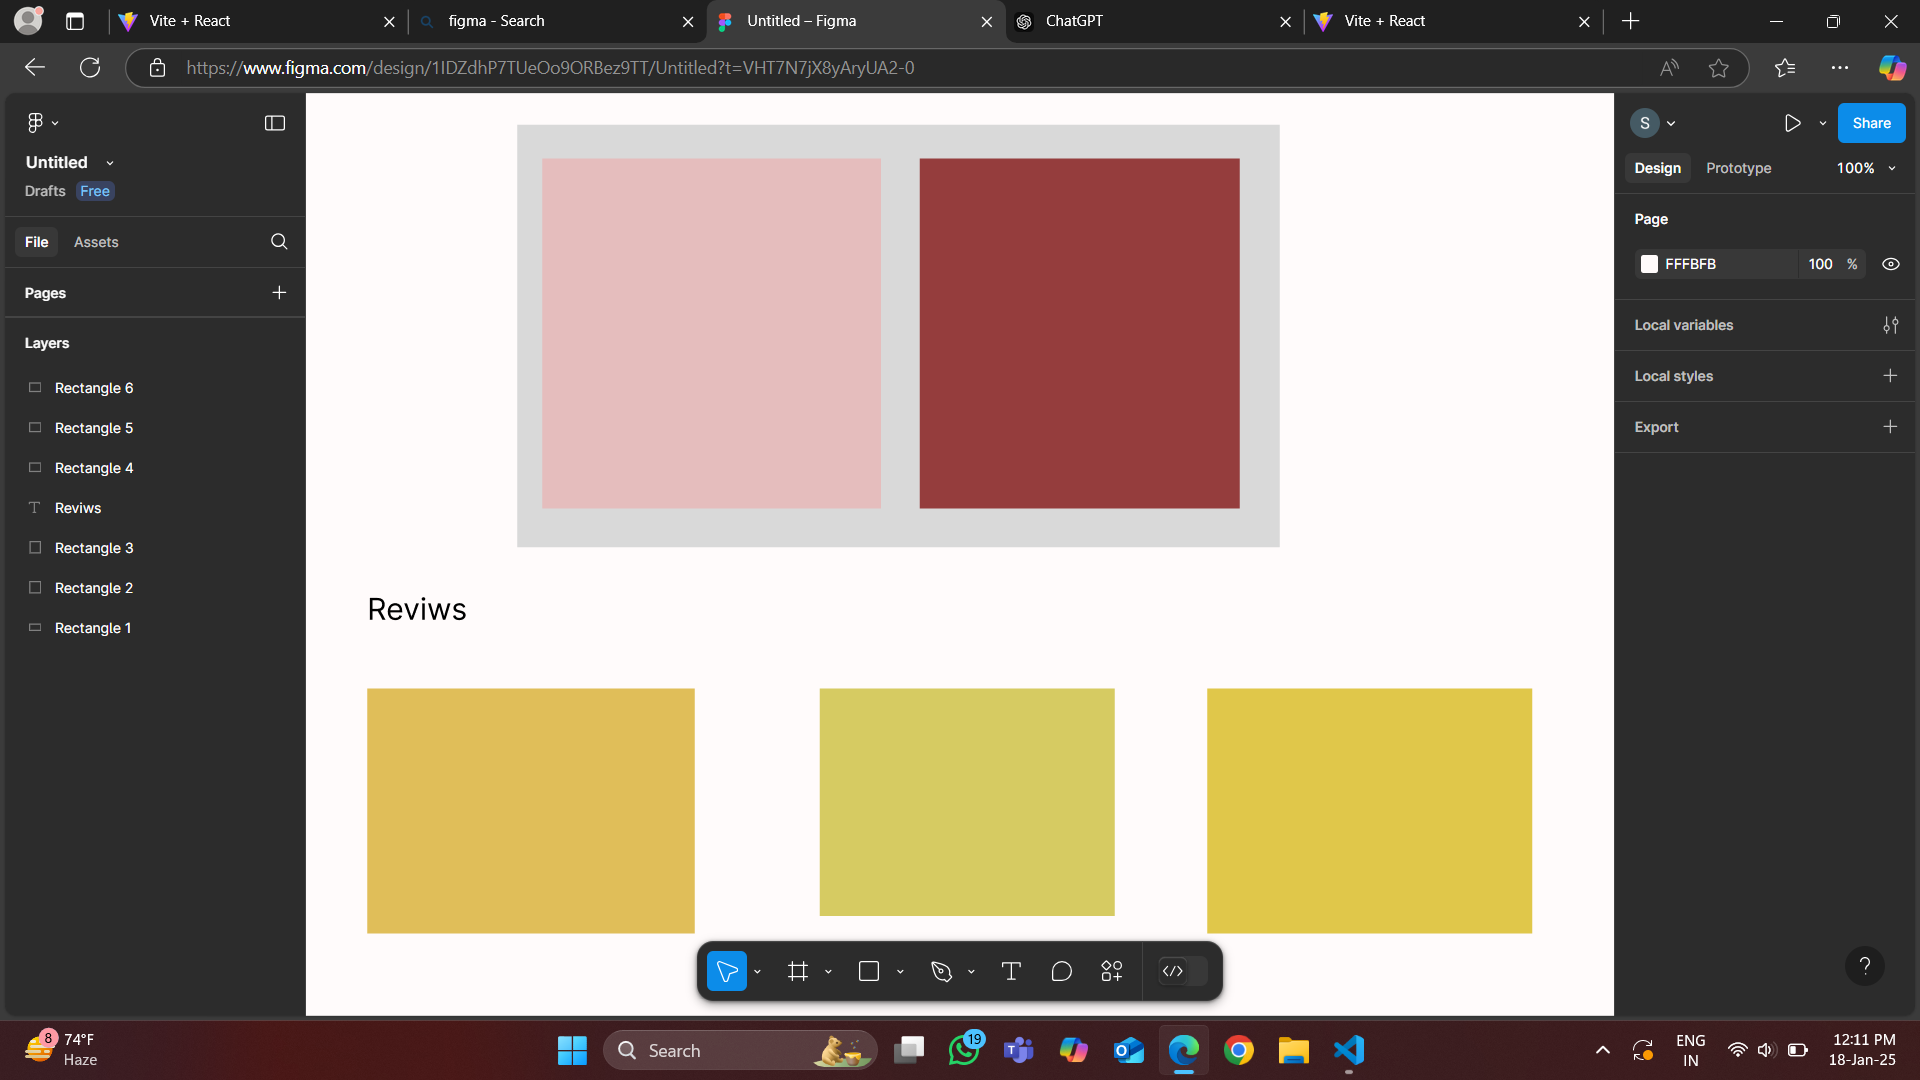 Vite + React
figma - Search
Untitled – Figma
ChatGPT
Vite + React
https://www.figma.com/design/1IDZdhP7TUeOo9ORBez9TT/Untitled?t=VHT7N7jX8yAryUA2-0
Untitled
Drafts Free
File Assets
Pages
Layers
Rectangle 6
Rectangle 5
Rectangle 4
T Reviws
Rectangle 3
Rectangle 2
Rectangle 1
Reviws
S
Share
Design Prototype 100%
Page
FFFBFB 100 %
Local variables
Local styles
Export
?
8
74°F
Haze
Search
19
ENG
IN
12:11 PM
18-Jan-25